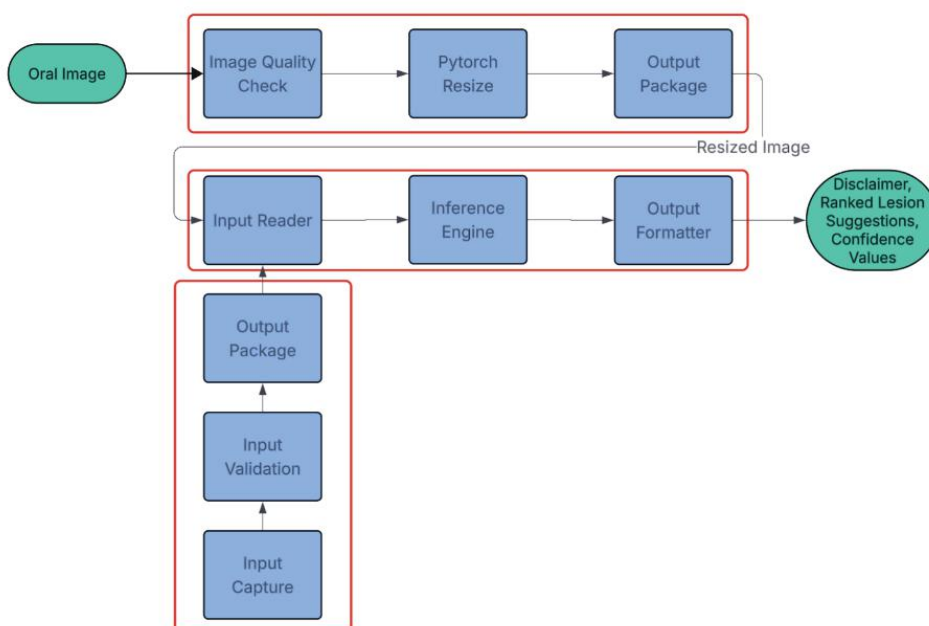 Oral Image
Image Quality
Check
Pytorch
Resize
Output
Package
Resized Image
Input Reader
Inference
Engine
Output
Formatter
Disclaimer,
Ranked Lesion
Suggestions,
Confidence
Values
Output
Package
Input
Validation
Input
Capture